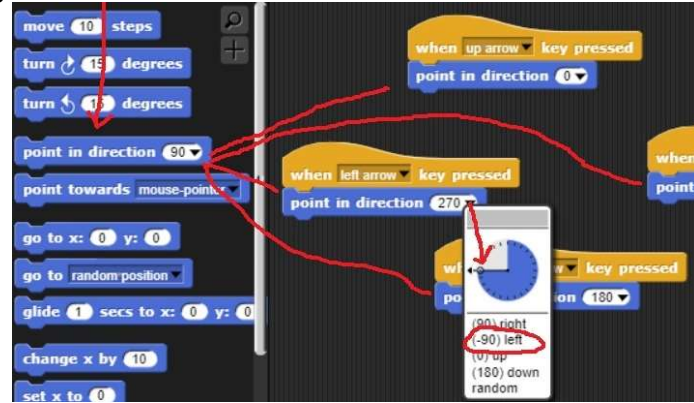 move 10 steps
turn 15 degrees
turn 15 degrees
point in direction 90
point towards mouse-pointer
go to x: 0 y: 0
go to random position
glide 1 secs to x: 0 y: 0
change x by 10
set x to 0
when up arrow key pressed
point in direction 0
when left arrow key pressed
point in direction 270
when
point
key pressed
180
(90) right
(-90) left
(0) up
(180) down
random